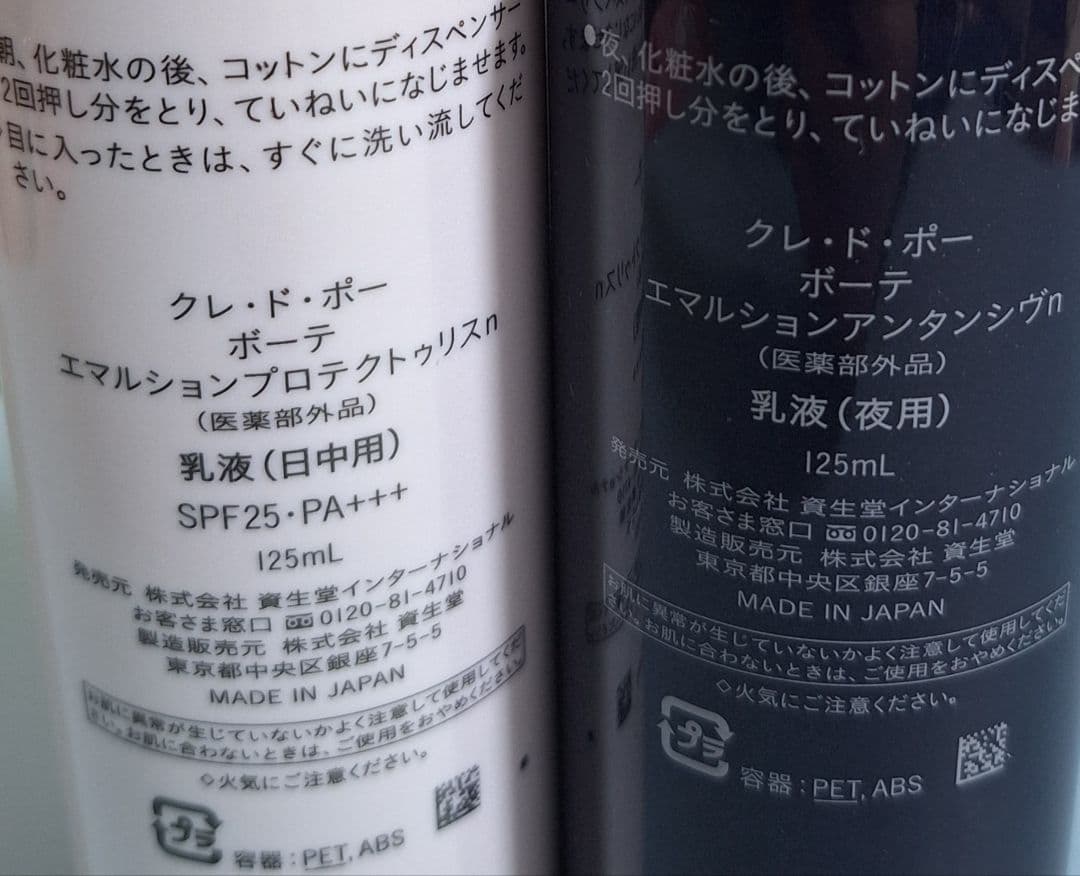 朝、化粧水の後、コットンにディスペンサー
2回押し分をとり、ていねいになじませます。
目に入ったときは、すぐに洗い流してくだ
さい。
クレ・ド・ポー
ボーテ
エマルションプロテクトゥリスn
(医薬部外品)
乳液(日中用)
SPF25・PA+++
125mL
発売元 株式会社 資生堂インターナショナル
お客さま窓口 0120-81-4710
製造販売元 株式会社 資生堂
東京都中央区銀座7-5-5
MADE IN JAPAN
お肌に異常が生じていないかよく注意して使用してくだ
さい。お肌に合わないときは、ご使用をおやめください。
◇火気にご注意ください。
プラ
容器:PET, ABS
●夜、化粧水の後、コットンにディスペ
2回押し分をとり、ていねいになじま
クレ・ド・ポー
ボーテ
エマルションアンタンシヴn
(医薬部外品)
乳液(夜用)
125mL
発売元 株式会社 資生堂インターナショナル
お客さま窓口 0120-81-4710
製造販売元 株式会社 資生堂
東京都中央区銀座7-5-5
MADE IN JAPAN
お肌に異常が生じていないかよく注意して使用してくだ
さい。お肌に合わないときは、ご使用をおやめください。
◇火気にご注意ください。
プラ
容器:PET, ABS